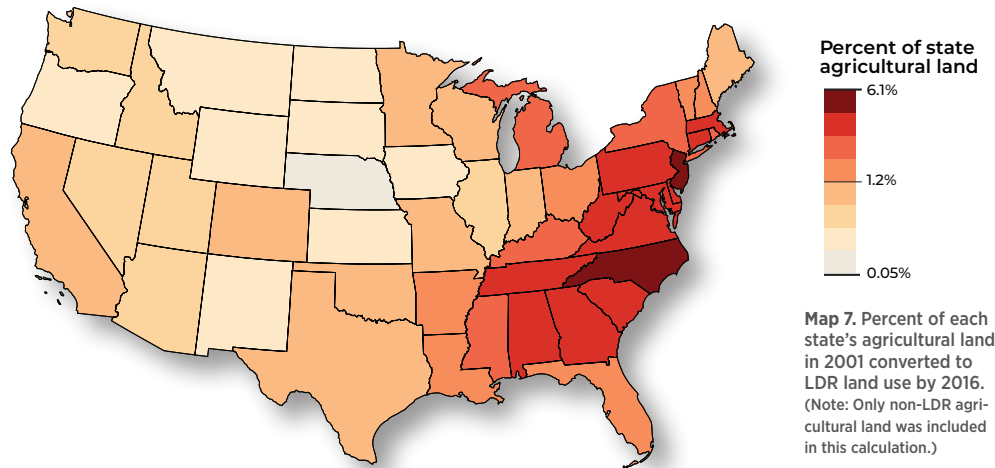 Percent of state
agricultural land
6.1%
1.2%
0.05%
Map 7. Percent of each
state's agricultural land
in 2001 converted to
LDR land use by 2016.
(Note: Only non-LDR agri-
cultural land was included
in this calculation.)